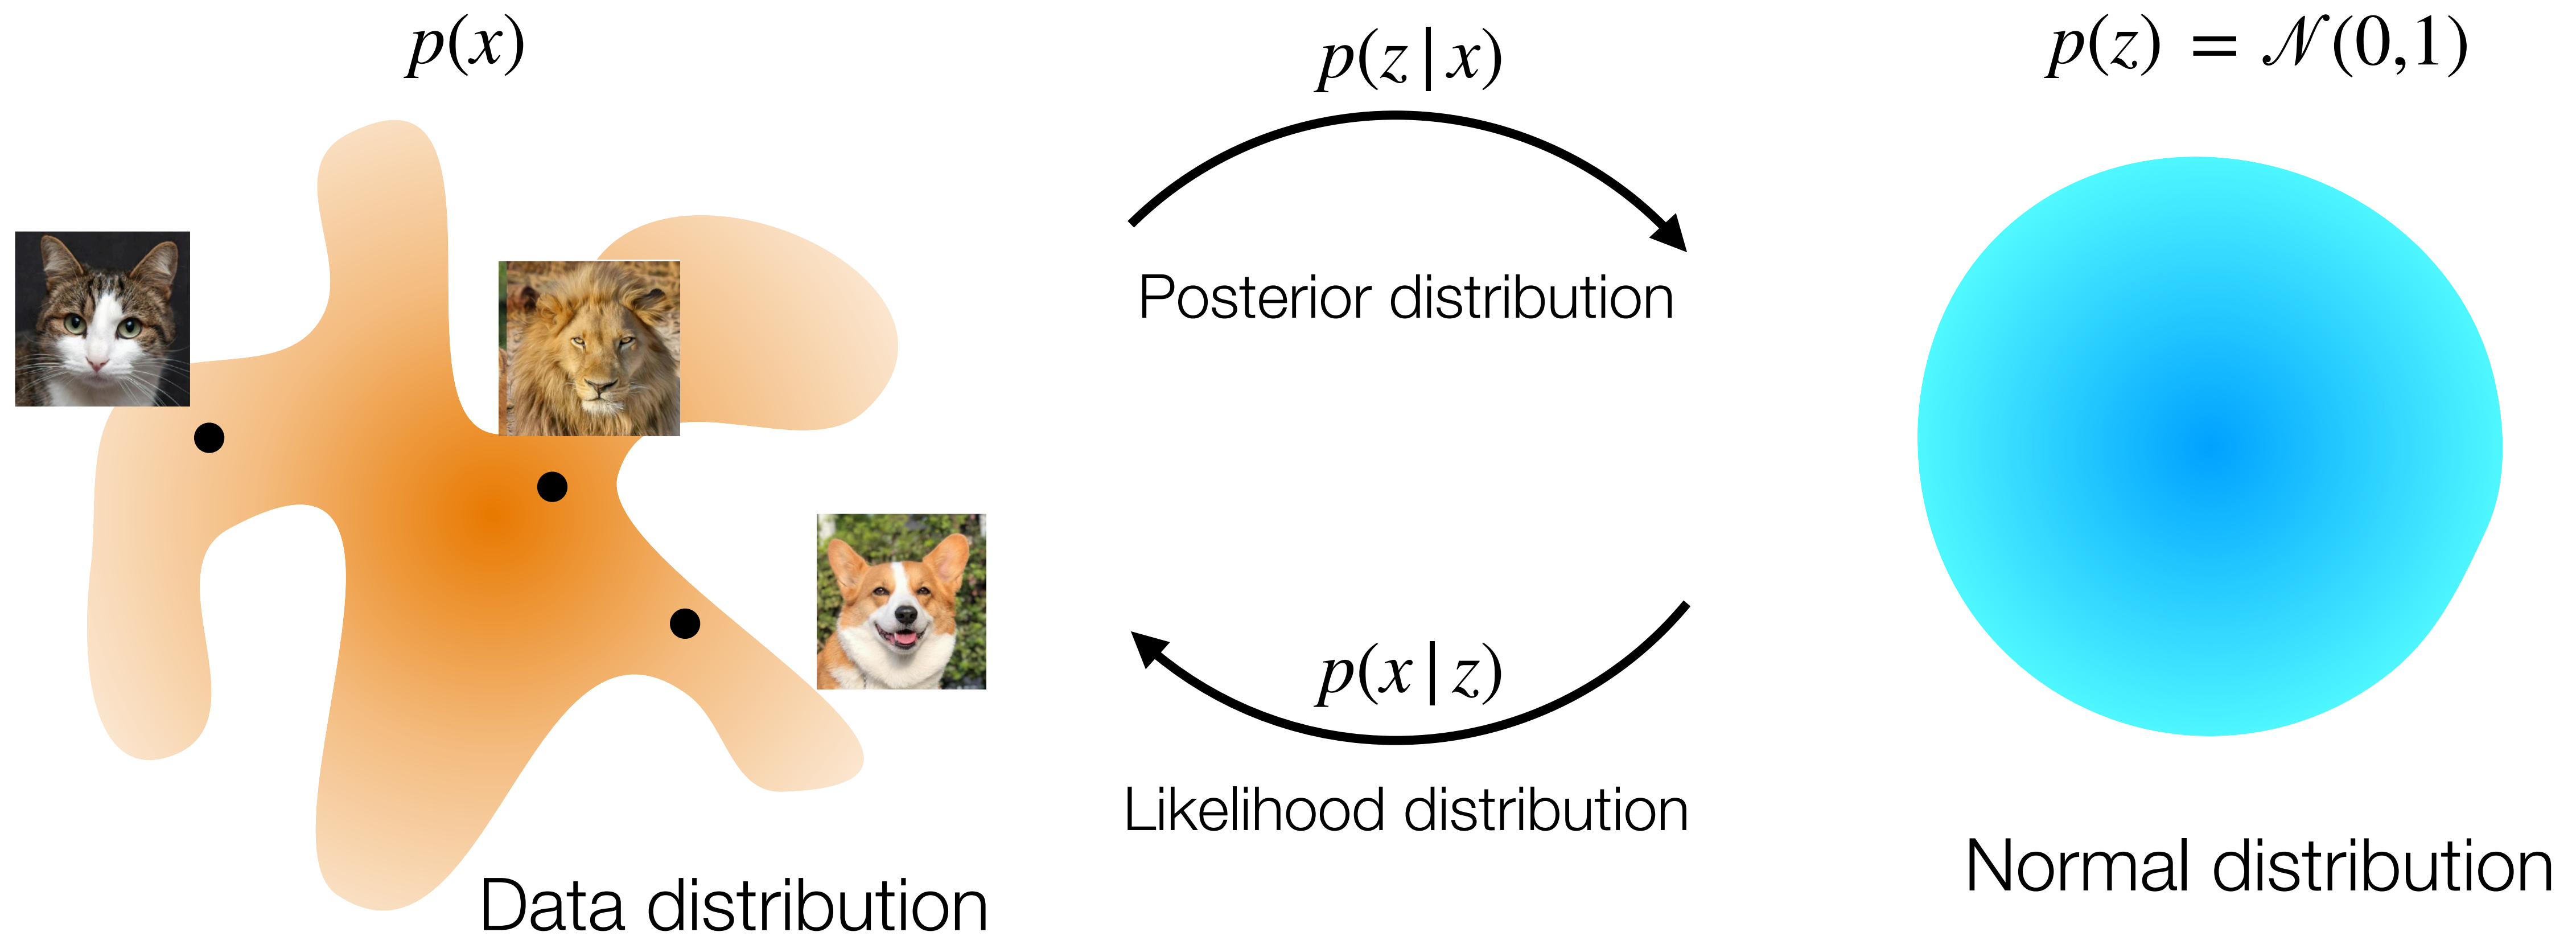 p(x)
p(z|x)
p(z) = 𝒩(0,1)
Posterior distribution
p(x|z)
Likelihood distribution
Data distribution
Normal distribution